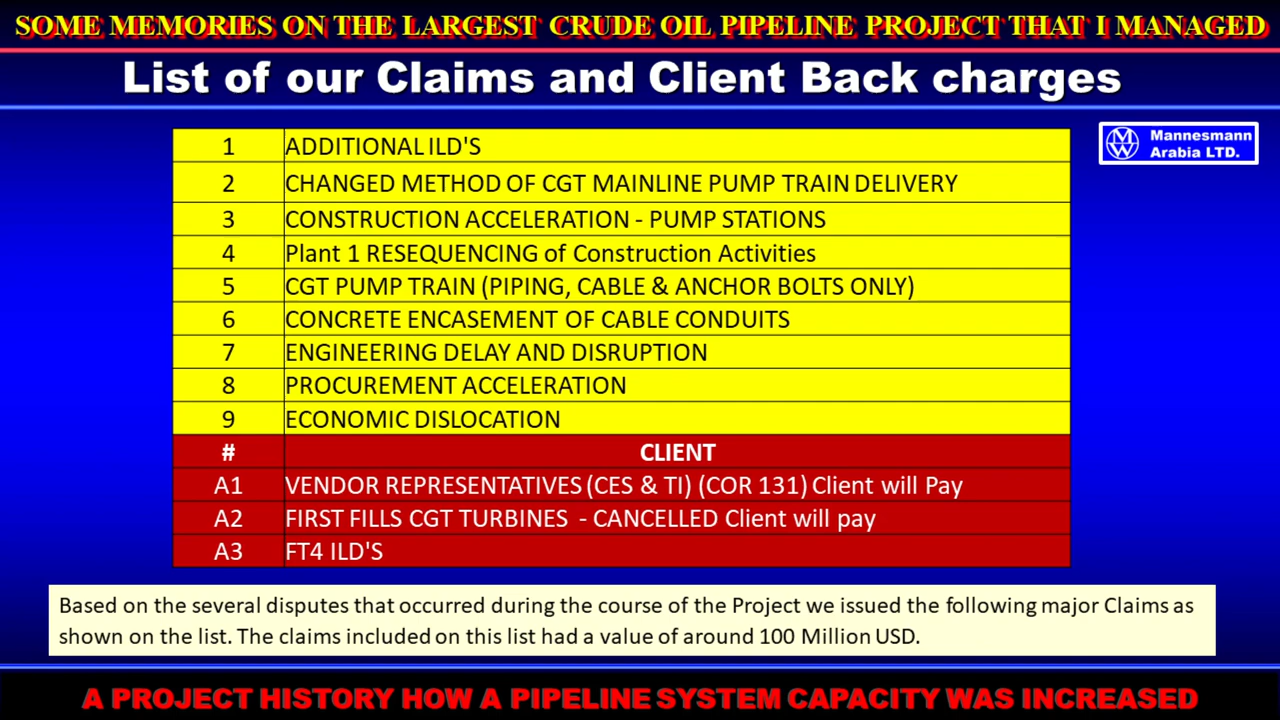 SOME MEMORIES ON THE LARGEST CRUDE OIL PIPELINE PROJECT THAT I MANAGED
List of our Claims and Client Back charges
Mannesmann
Arabia LTD.
1 ADDITIONAL ILD'S
2 CHANGED METHOD OF CGT MAINLINE PUMP TRAIN DELIVERY
3 CONSTRUCTION ACCELERATION - PUMP STATIONS
4 Plant 1 RESEQUENCING of Construction Activities
5 CGT PUMP TRAIN (PIPING, CABLE & ANCHOR BOLTS ONLY)
6 CONCRETE ENCASEMENT OF CABLE CONDUITS
7 ENGINEERING DELAY AND DISRUPTION
8 PROCUREMENT ACCELERATION
9 ECONOMIC DISLOCATION
# CLIENT
A1 VENDOR REPRESENTATIVES (CES & TI) (COR 131) Client will Pay
A2 FIRST FILLS CGT TURBINES - CANCELLED Client will pay
A3 FT4 ILD'S
Based on the several disputes that occurred during the course of the Project we issued the following major Claims as
shown on the list. The claims included on this list had a value of around 100 Million USD.
A PROJECT HISTORY HOW A PIPELINE SYSTEM CAPACITY WAS INCREASED